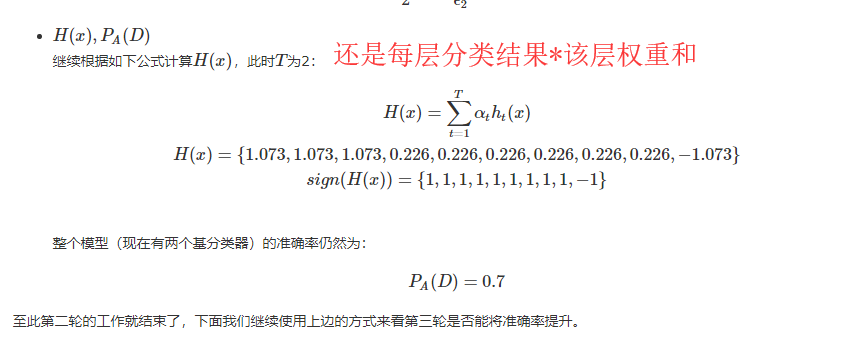 2 ϵ₂
• H(x), P_A(D)
继续根据如下公式计算H(x)，此时T为2： 还是每层分类结果*该层权重和
H(x) = \sum_{t=1}^{T} α_t h_t(x)
H(x) = {1.073, 1.073, 1.073, 0.226, 0.226, 0.226, 0.226, 0.226, 0.226, −1.073}
sign(H(x)) = {1, 1, 1, 1, 1, 1, 1, 1, 1, −1}
整个模型（现在有两个基分类器）的准确率仍然为：
P_A(D) = 0.7
至此第二轮的工作就结束了，下面我们继续使用上边的方式来看第三轮是否能将准确率提升。